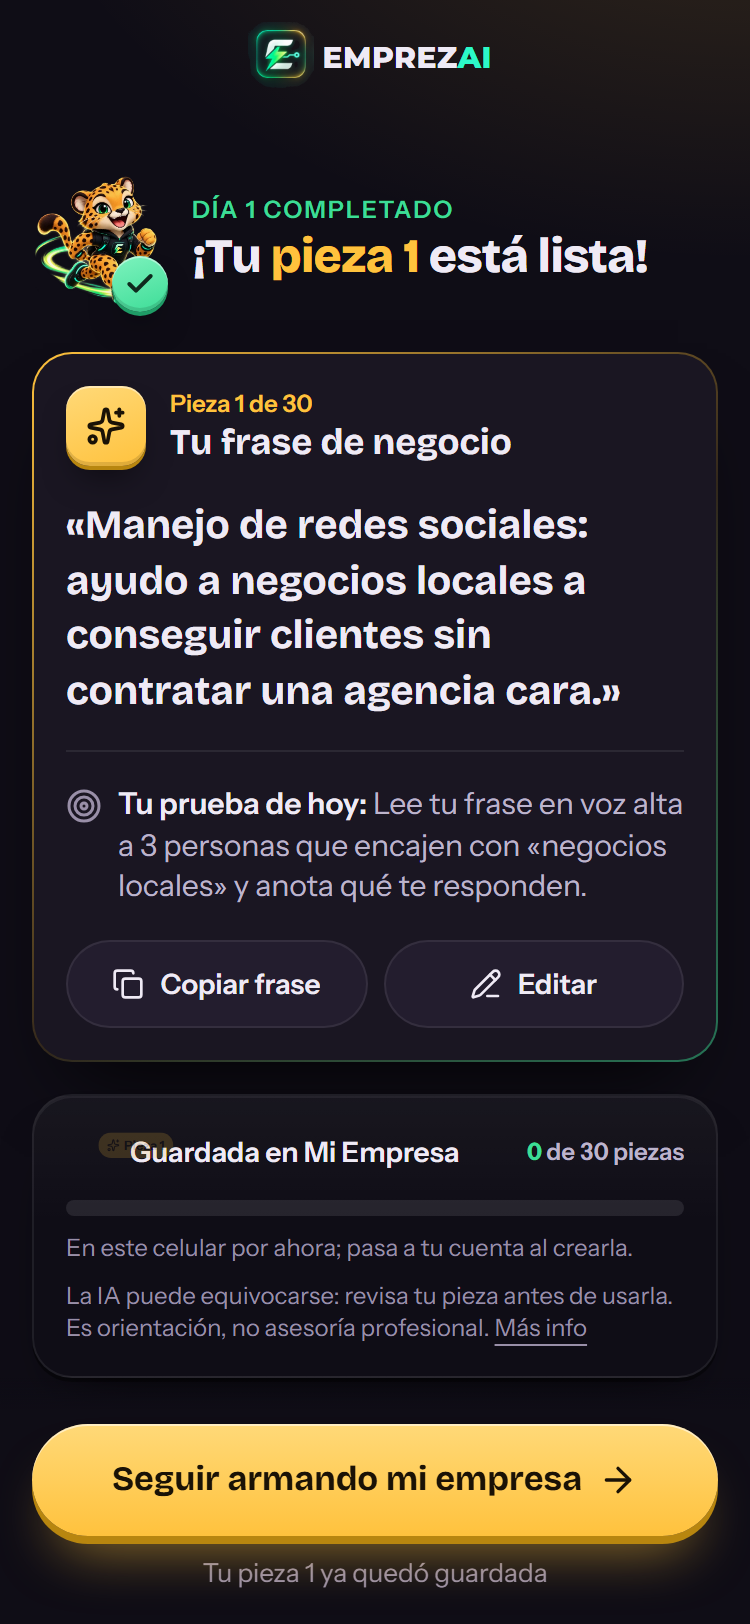 EMPREZAI
DÍA 1 COMPLETADO
¡Tu pieza 1 está lista!
Pieza 1 de 30
Tu frase de negocio
«Manejo de redes sociales:
ayudo a negocios locales a
conseguir clientes sin
contratar una agencia cara.»
Tu prueba de hoy: Lee tu frase en voz alta
a 3 personas que encajen con «negocios
locales» y anota qué te responden.
Copiar frase
Editar
Guardada en Mi Empresa
0 de 30 piezas
En este celular por ahora; pasa a tu cuenta al crearla.
La IA puede equivocarse: revisa tu pieza antes de usarla.
Es orientación, no asesoría profesional. Más info
Seguir armando mi empresa
Tu pieza 1 ya quedó guardada